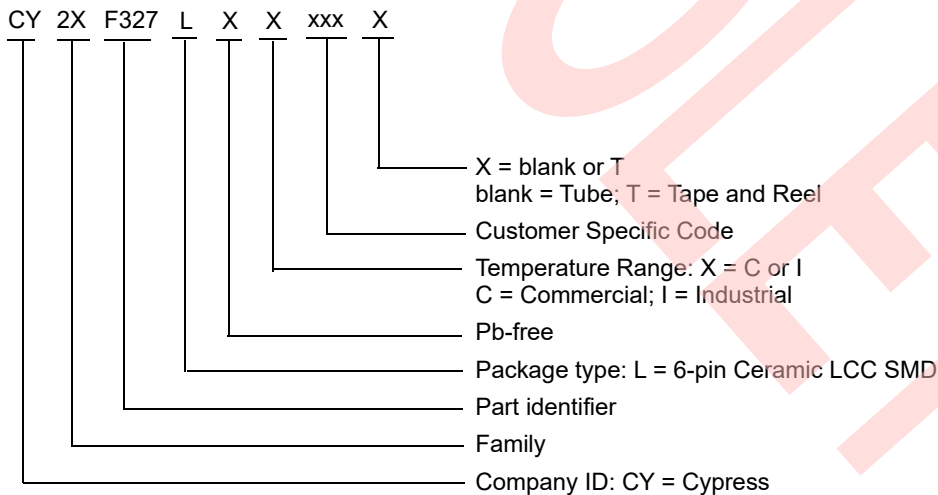 CY 2X F327 L X X xxx X
X = blank or T
blank = Tube; T = Tape and Reel
Customer Specific Code
Temperature Range: X = C or I
C = Commercial; I = Industrial
Pb-free
Package type: L = 6-pin Ceramic LCC SMD
Part identifier
Family
Company ID: CY = Cypress